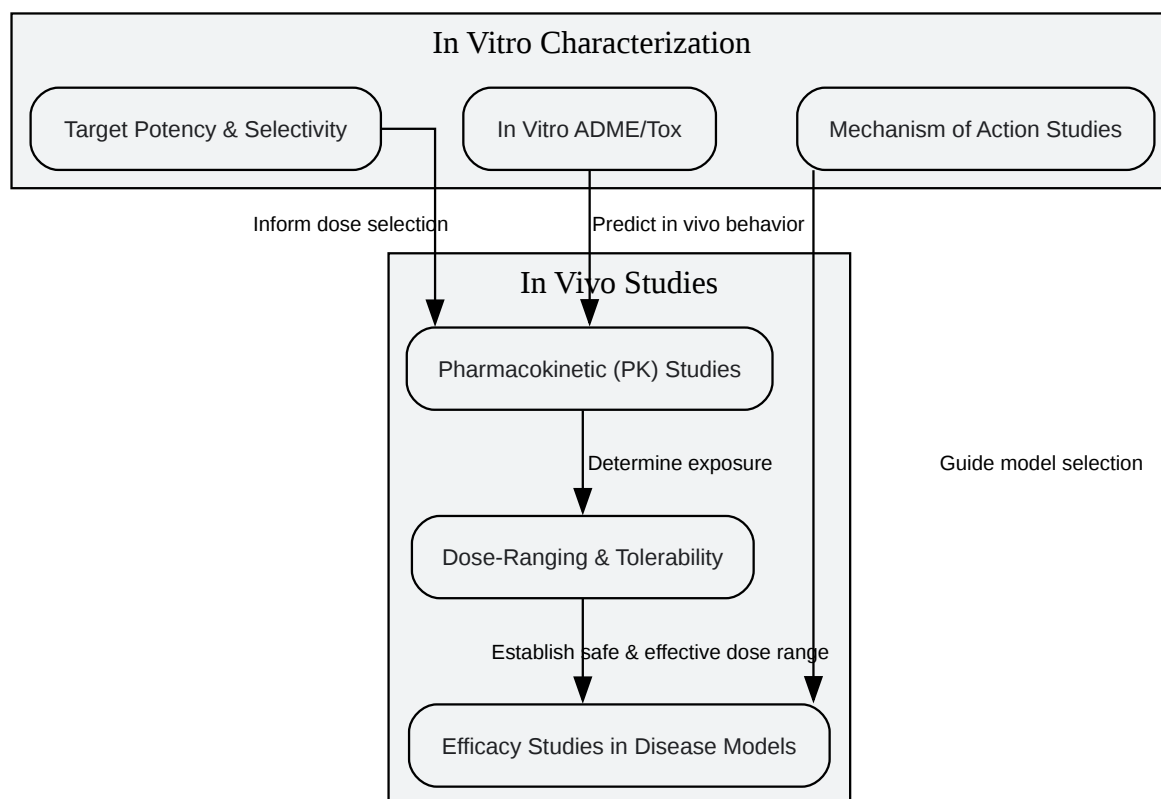 In Vitro Characterization
Target Potency & Selectivity
In Vitro ADME/Tox
Mechanism of Action Studies
Inform dose selection
Predict in vivo behavior
In Vivo Studies
Pharmacokinetic (PK) Studies
Determine exposure
Guide model selection
Dose-Ranging & Tolerability
Establish safe & effective dose range
Efficacy Studies in Disease Models